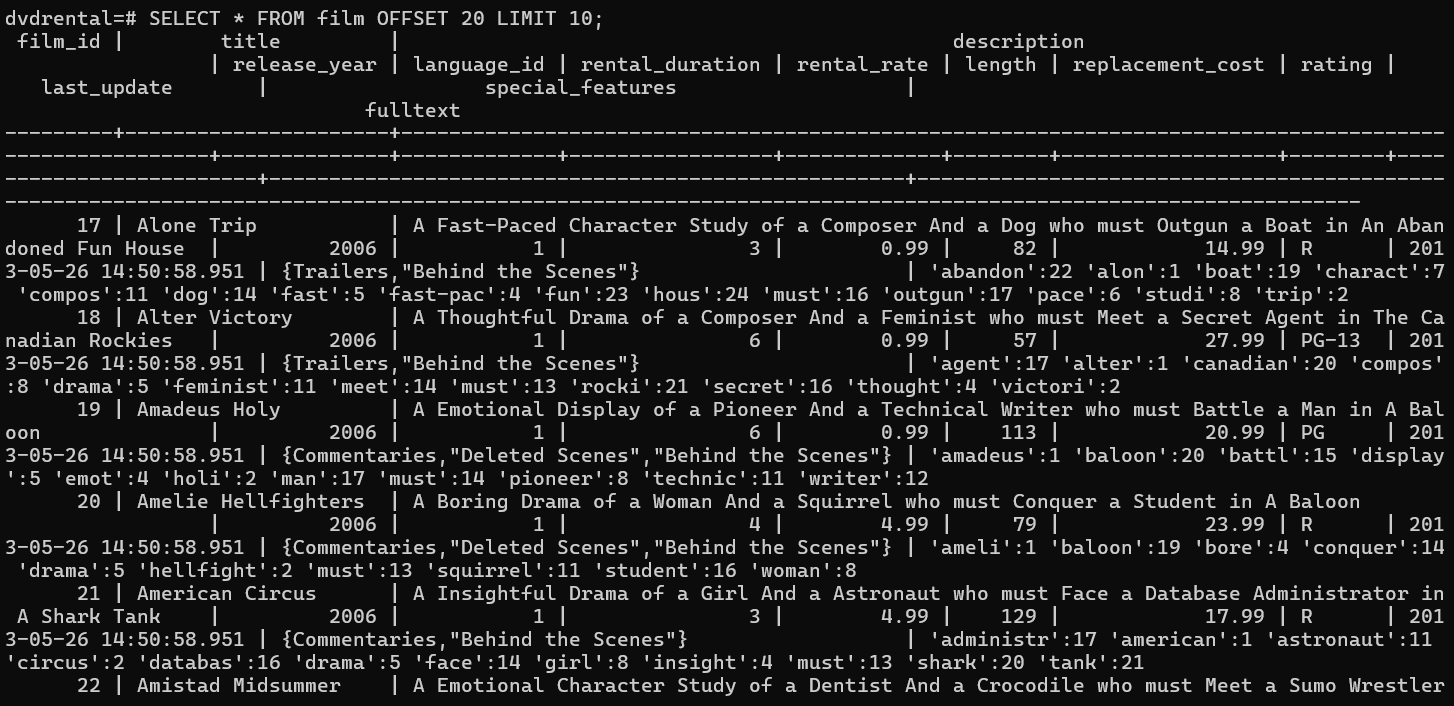 dvdrental=# SELECT * FROM film OFFSET 20 LIMIT 10;
 film_id |        title         |                                              description
                 | release_year | language_id | rental_duration | rental_rate | length | replacement_cost | rating |
   last_update       |                  special_features                   |
                              fulltext
---------+----------------------+---------------------------------------------------------------------------------------
-----------------+--------------+-------------+-----------------+-------------+--------+------------------+--------+----
---------------------+-----------------------------------------------------+--------------------------------------------
-----------------------------------------------------------------------------------------------------------------
      17 | Alone Trip           | A Fast-Paced Character Study of a Composer And a Dog who must Outgun a Boat in An Aban
doned Fun House  |         2006 |           1 |               3 |        0.99 |     82 |            14.99 | R      | 201
3-05-26 14:50:58.951 | {Trailers,"Behind the Scenes"}                      | 'abandon':22 'alon':1 'boat':19 'charact':7
 'compos':11 'dog':14 'fast':5 'fast-pac':4 'fun':23 'hous':24 'must':16 'outgun':17 'pace':6 'studi':8 'trip':2
      18 | Alter Victory        | A Thoughtful Drama of a Composer And a Feminist who must Meet a Secret Agent in The Ca
nadian Rockies   |         2006 |           1 |               6 |        0.99 |     57 |            27.99 | PG-13  | 201
3-05-26 14:50:58.951 | {Trailers,"Behind the Scenes"}                      | 'agent':17 'alter':1 'canadian':20 'compos'
:8 'drama':5 'feminist':11 'meet':14 'must':13 'rocki':21 'secret':16 'thought':4 'victori':2
      19 | Amadeus Holy         | A Emotional Display of a Pioneer And a Technical Writer who must Battle a Man in A Bal
oon              |         2006 |           1 |               6 |        0.99 |    113 |            20.99 | PG     | 201
3-05-26 14:50:58.951 | {Commentaries,"Deleted Scenes","Behind the Scenes"} | 'amadeus':1 'baloon':20 'battl':15 'display
':5 'emot':4 'holi':2 'man':17 'must':14 'pioneer':8 'technic':11 'writer':12
      20 | Amelie Hellfighters  | A Boring Drama of a Woman And a Squirrel who must Conquer a Student in A Baloon
                 |         2006 |           1 |               4 |        4.99 |     79 |            23.99 | R      | 201
3-05-26 14:50:58.951 | {Commentaries,"Deleted Scenes","Behind the Scenes"} | 'ameli':1 'baloon':19 'bore':4 'conquer':14
 'drama':5 'hellfight':2 'must':13 'squirrel':11 'student':16 'woman':8
      21 | American Circus      | A Insightful Drama of a Girl And a Astronaut who must Face a Database Administrator in
 A Shark Tank    |         2006 |           1 |               3 |        4.99 |    129 |            17.99 | R      | 201
3-05-26 14:50:58.951 | {Commentaries,"Behind the Scenes"}                  | 'administr':17 'american':1 'astronaut':11
'circus':2 'databas':16 'drama':5 'face':14 'girl':8 'insight':4 'must':13 'shark':20 'tank':21
      22 | Amistad Midsummer    | A Emotional Character Study of a Dentist And a Crocodile who must Meet a Sumo Wrestler